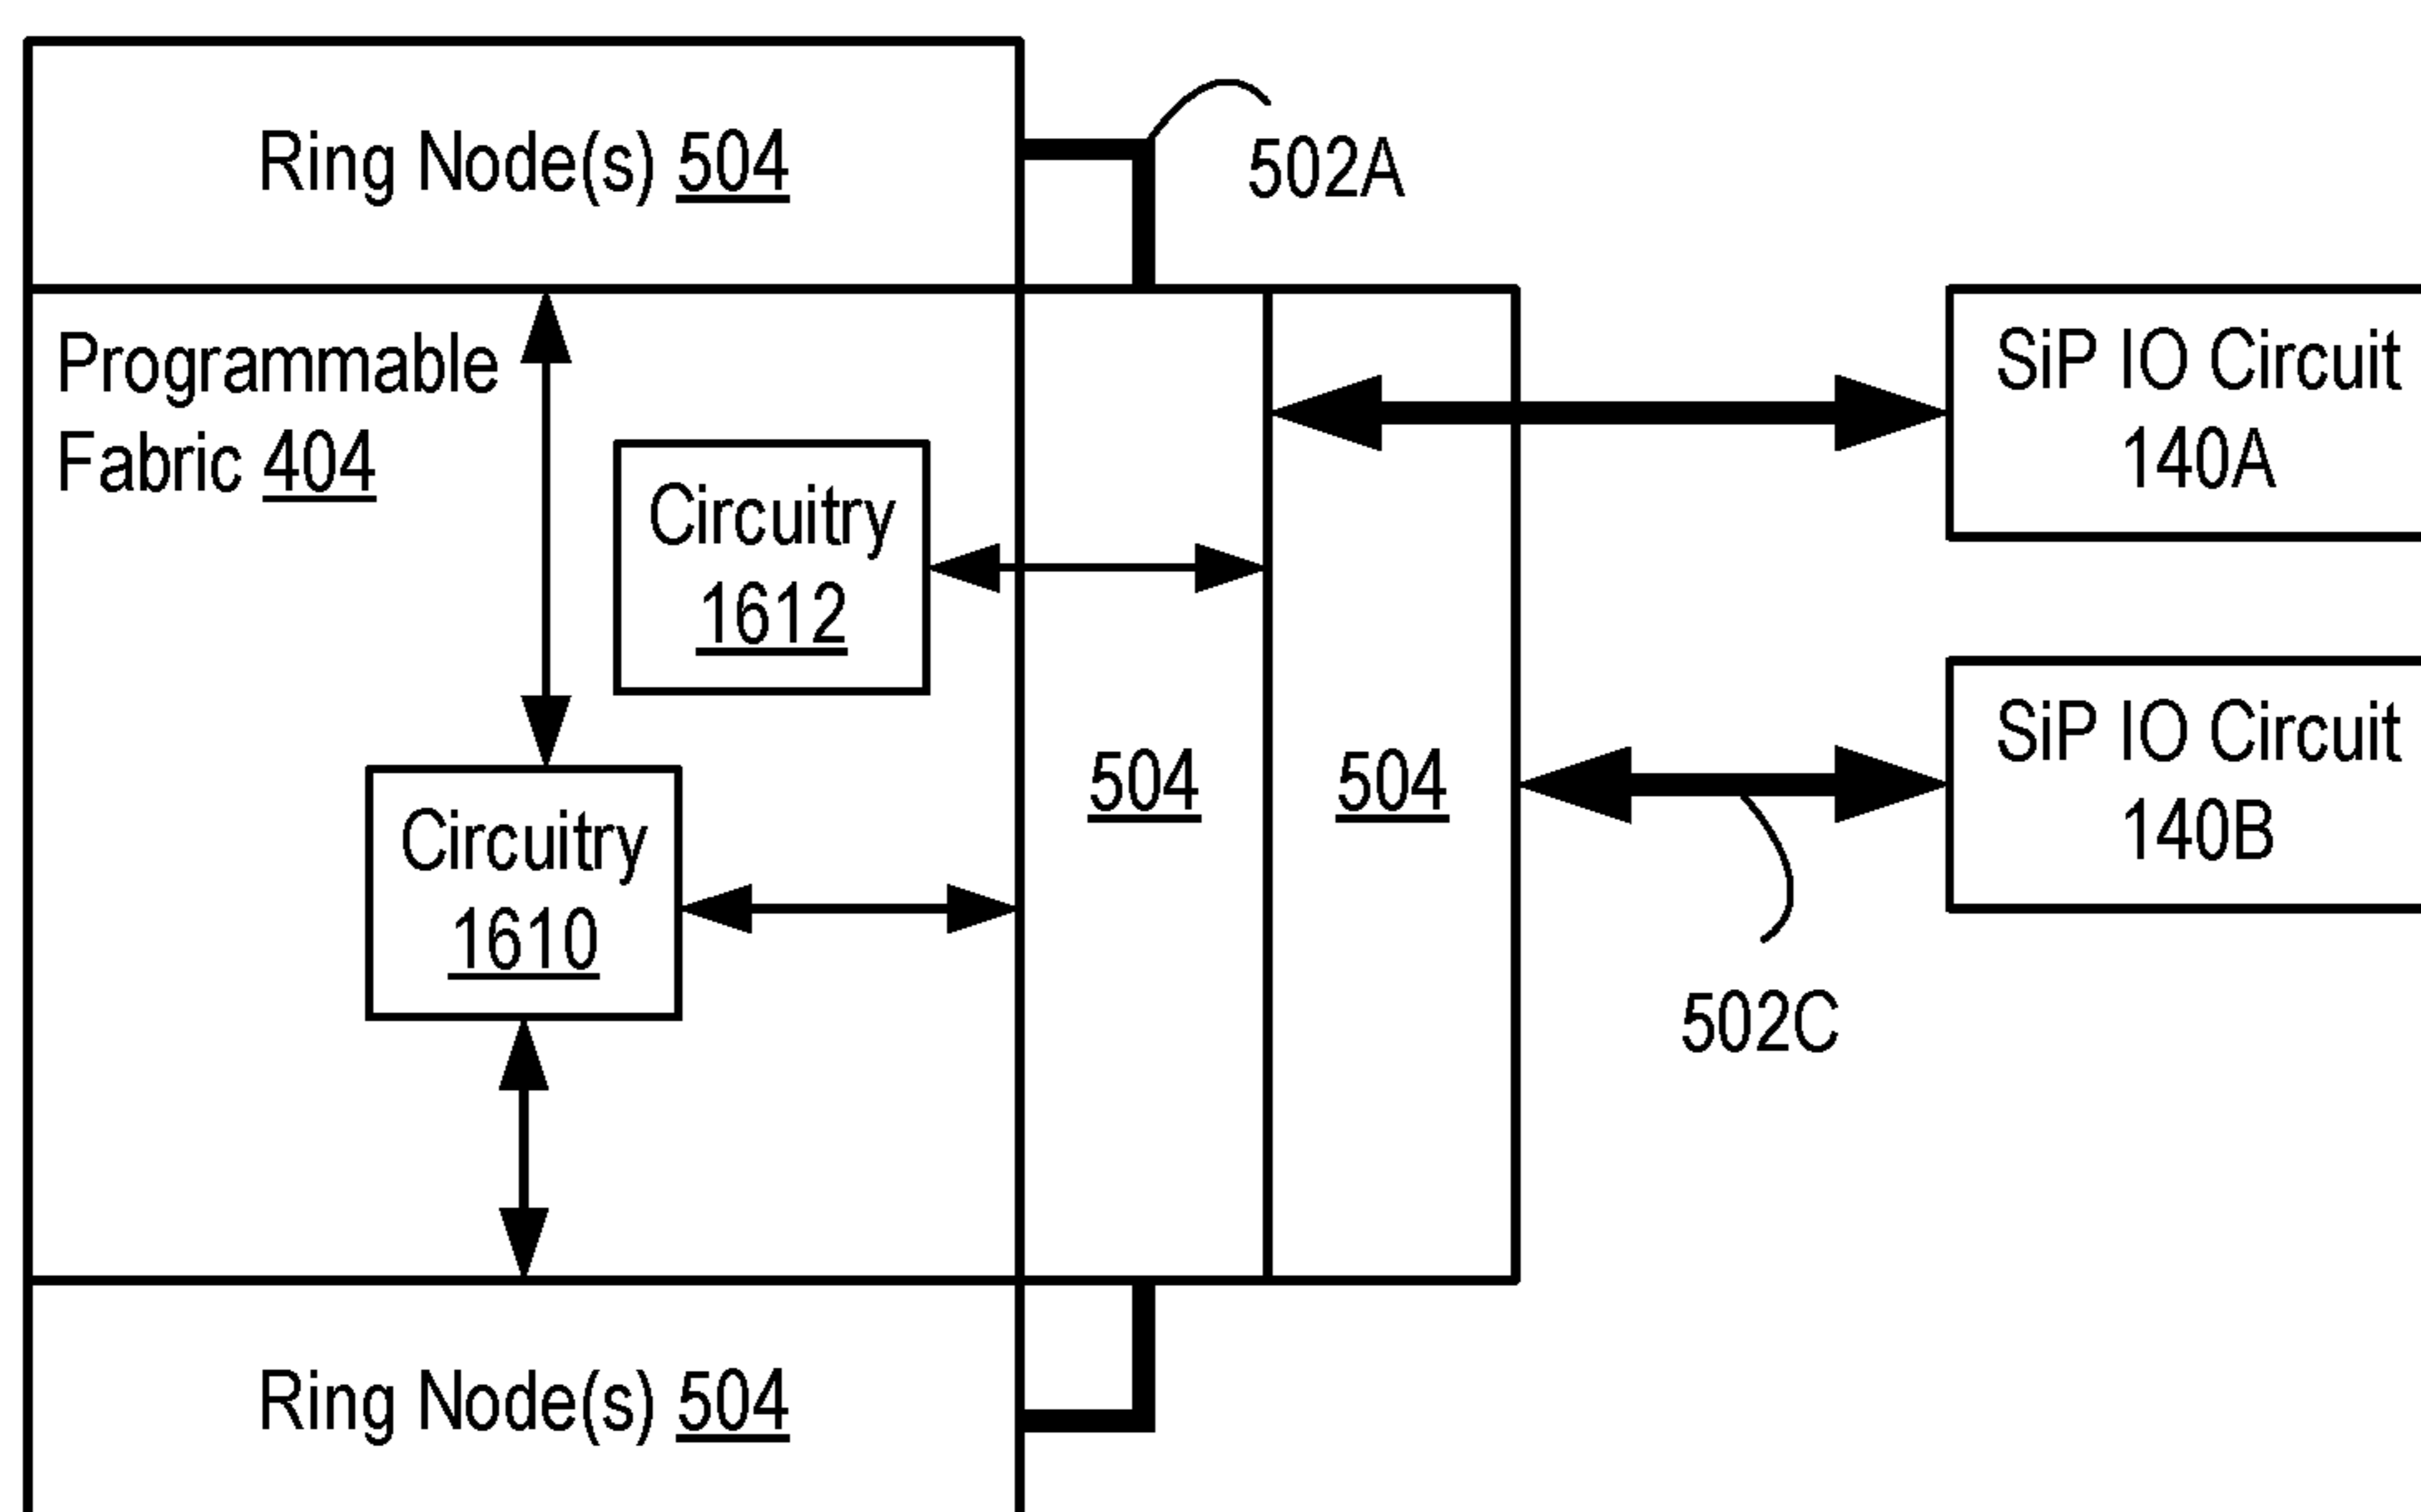 Ring Node(s) 504
502A
Programmable
Fabric 404
SiP IO Circuit
140A
Circuitry
1612
SiP IO Circuit
140B
504
504
Circuitry
1610
502C
Ring Node(s) 504